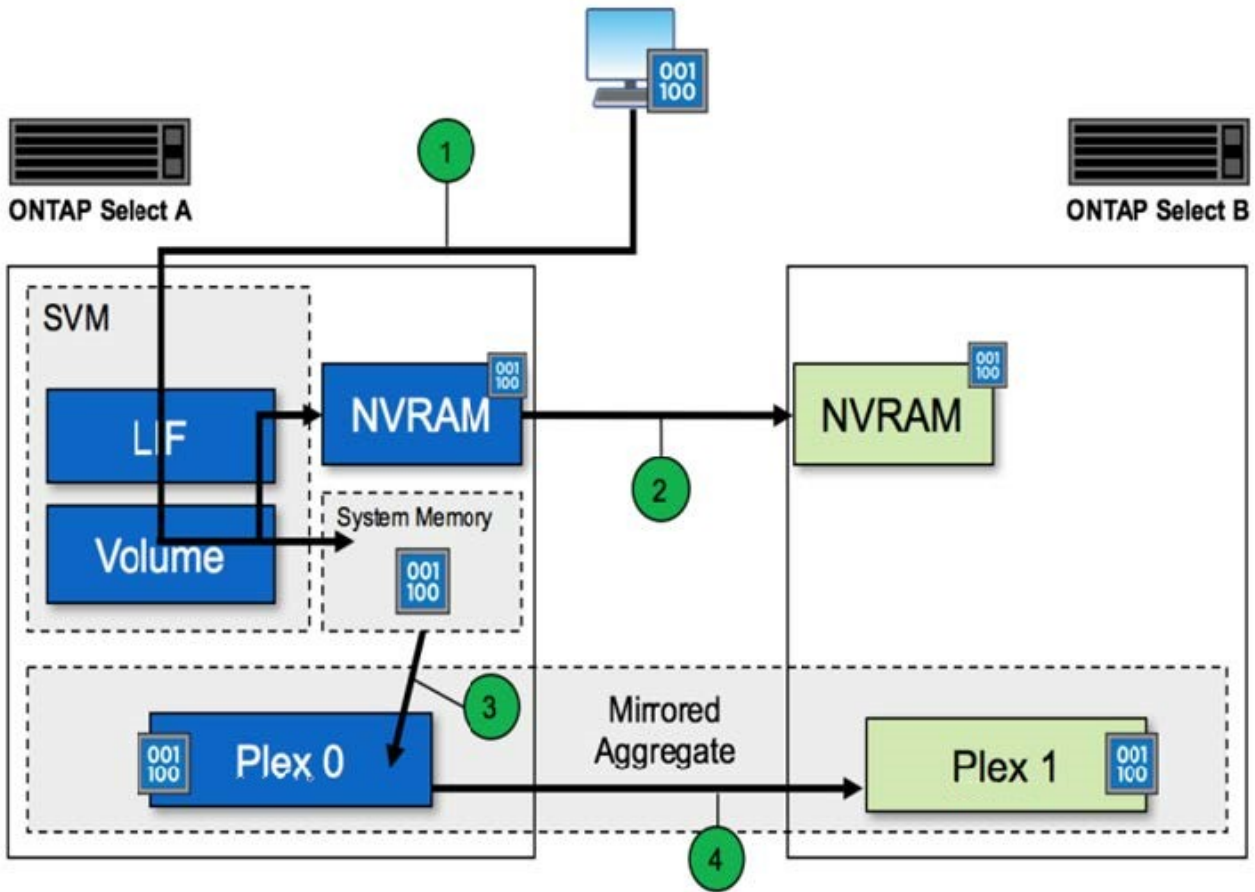 001
100
1
ONTAP Select A
ONTAP Select B
SVM
LIF
Volume
NVRAM
001
100
2
NVRAM
001
100
System Memory
001
100
3
Mirrored
Aggregate
001
100
Plex 0
Plex 1
001
100
4